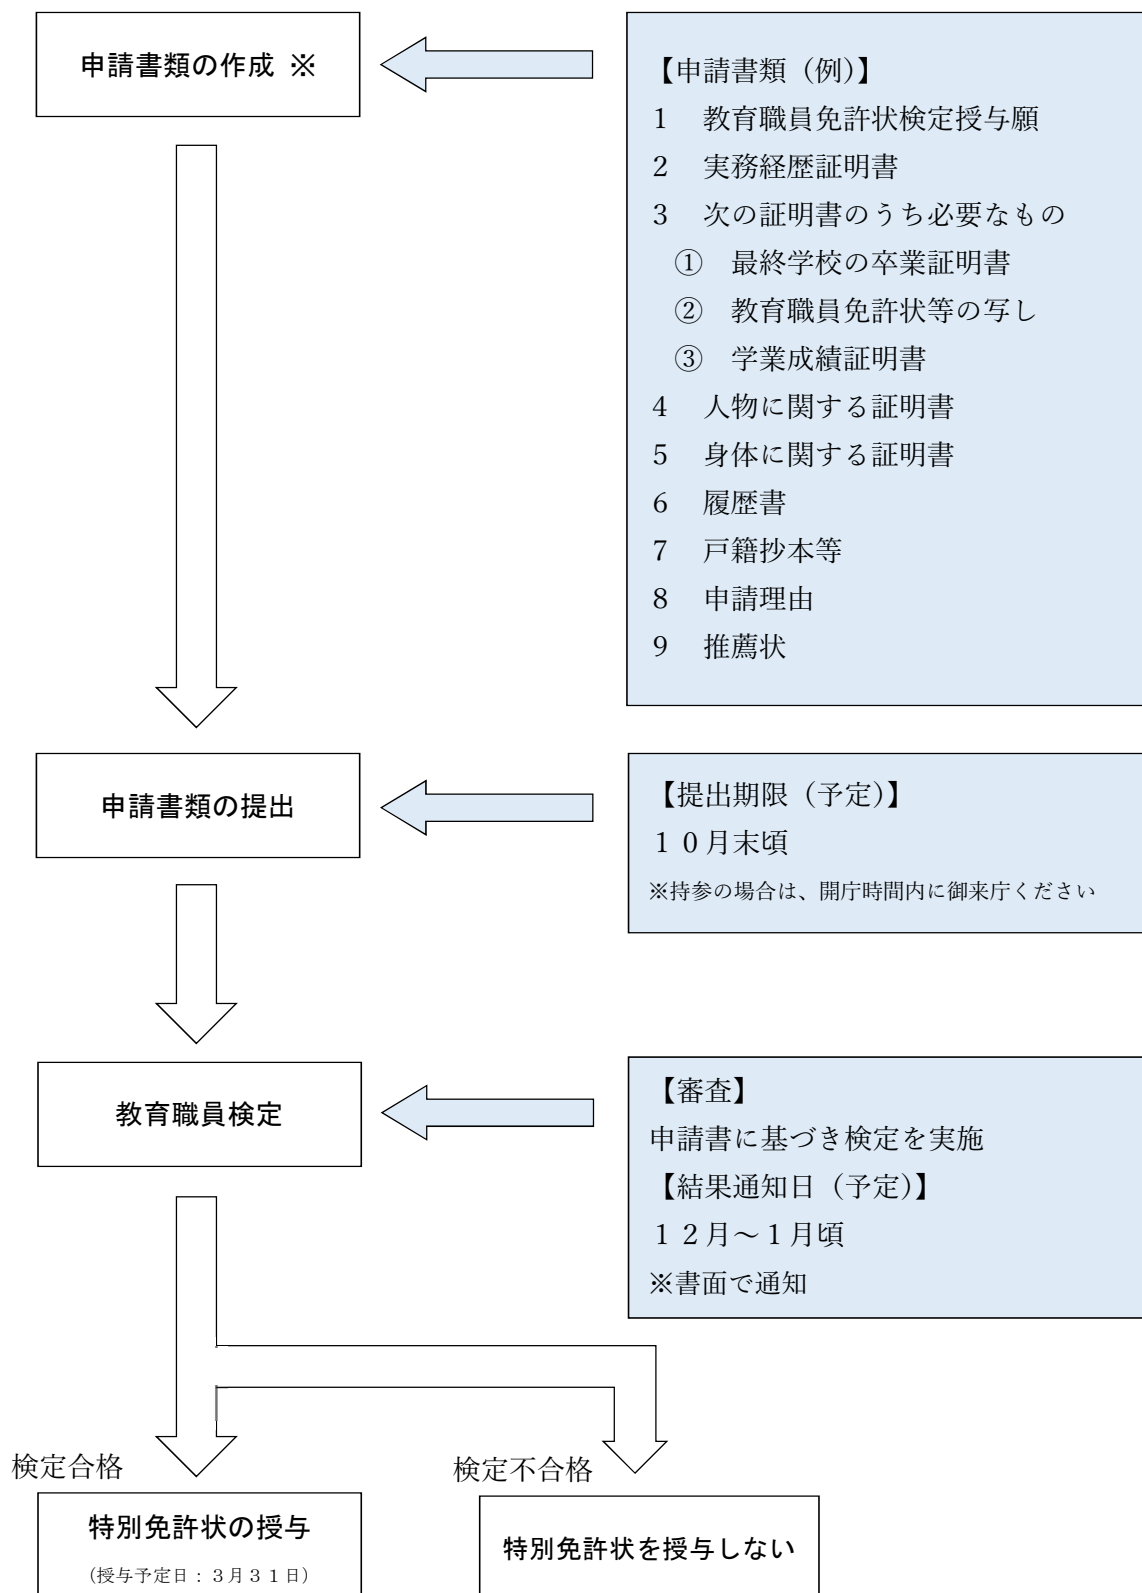 申請書類の作成 ※
【申請書類（例）】
１　教育職員免許状検定授与願
２　実務経歴証明書
３　次の証明書のうち必要なもの
①　最終学校の卒業証明書
②　教育職員免許状等の写し
③　学業成績証明書
４　人物に関する証明書
５　身体に関する証明書
６　履歴書
７　戸籍抄本等
８　申請理由
９　推薦状
申請書類の提出
【提出期限（予定）】
１０月末頃
※持参の場合は、開庁時間内に御来庁ください
教育職員検定
【審査】
申請書に基づき検定を実施
【結果通知日（予定）】
１２月～１月頃
※書面で通知
検定合格
検定不合格
特別免許状の授与
（授与予定日：３月３１日）
特別免許状を授与しない